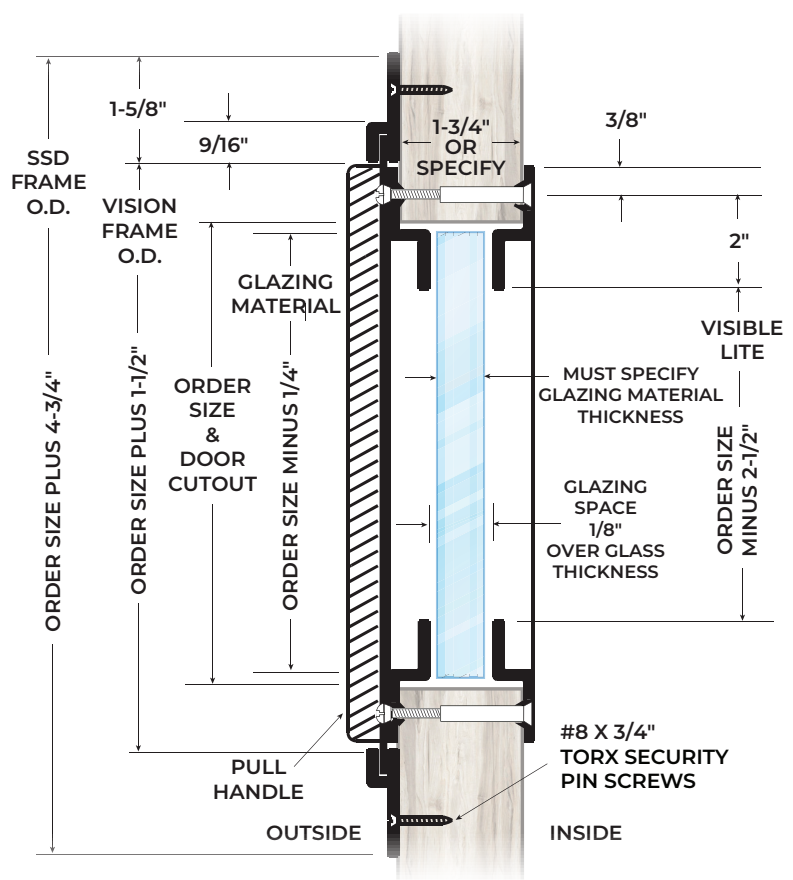 1-5/8"
9/16"
3/8"
1-3/4"
OR
SPECIFY
SSD
FRAME
O.D.
VISION
FRAME
O.D.
2"
GLAZING
MATERIAL
VISIBLE
LITE
ORDER SIZE PLUS 4-3/4"
ORDER SIZE PLUS 1-1/2"
ORDER
SIZE
&
DOOR
CUTOUT
ORDER SIZE MINUS 1/4"
MUST SPECIFY
GLAZING MATERIAL
THICKNESS
ORDER SIZE
MINUS 2-1/2"
GLAZING
SPACE
1/8"
OVER GLASS
THICKNESS
PULL
HANDLE
#8 X 3/4"
TORX SECURITY
PIN SCREWS
OUTSIDE
INSIDE